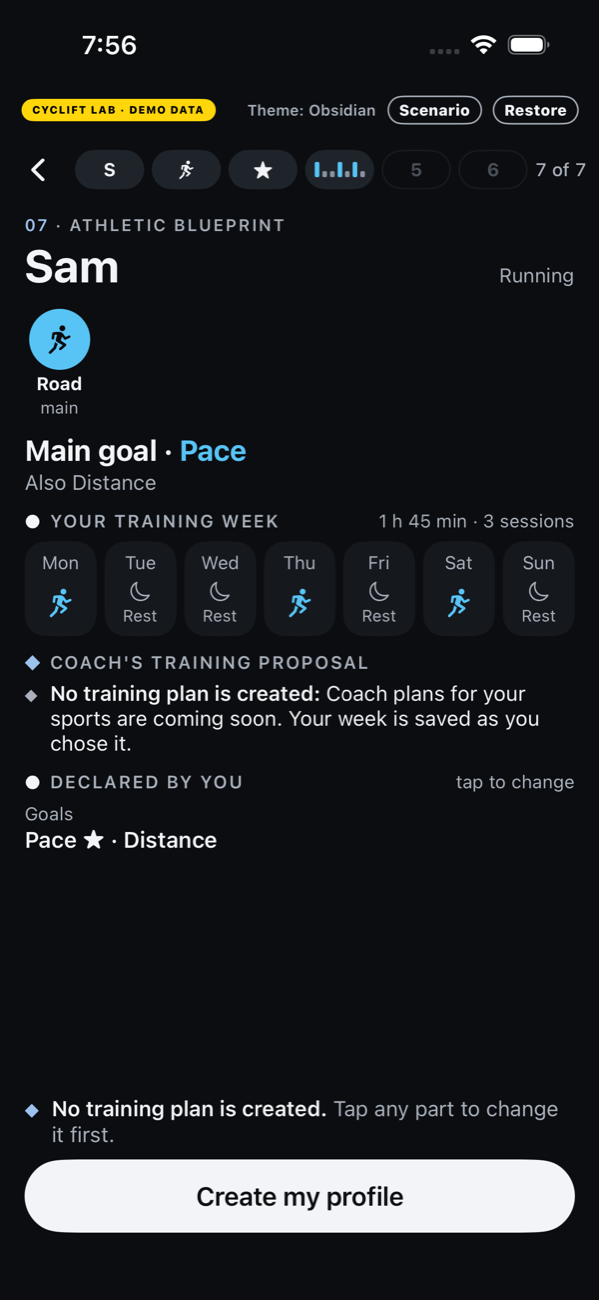 7:56
CYCLIFT LAB · DEMO DATA
Theme: Obsidian
Scenario
Restore
S
5
6
7 of 7
07 · ATHLETIC BLUEPRINT
Sam
Running
Road
main
Main goal · Pace
Also Distance
YOUR TRAINING WEEK
1 h 45 min · 3 sessions
Mon
Tue
Wed
Thu
Fri
Sat
Sun
Rest
Rest
Rest
Rest
COACH'S TRAINING PROPOSAL
No training plan is created: Coach plans for your
sports are coming soon. Your week is saved as you
chose it.
DECLARED BY YOU
tap to change
Goals
Pace ★ · Distance
No training plan is created. Tap any part to change
it first.
Create my profile